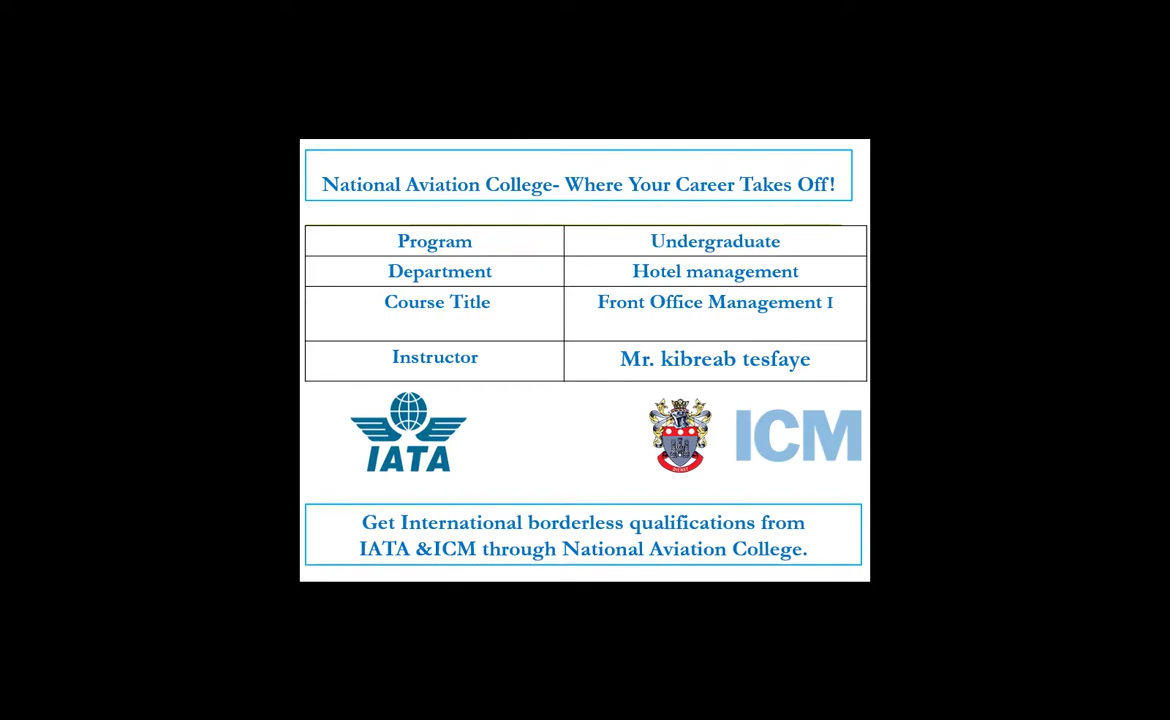 National Aviation College- Where Your Career Takes Off!
Program Undergraduate
Department Hotel management
Course Title Front Office Management I
Instructor Mr. kibreab tesfaye
IATA
ICM
Get International borderless qualifications from
IATA &ICM through National Aviation College.